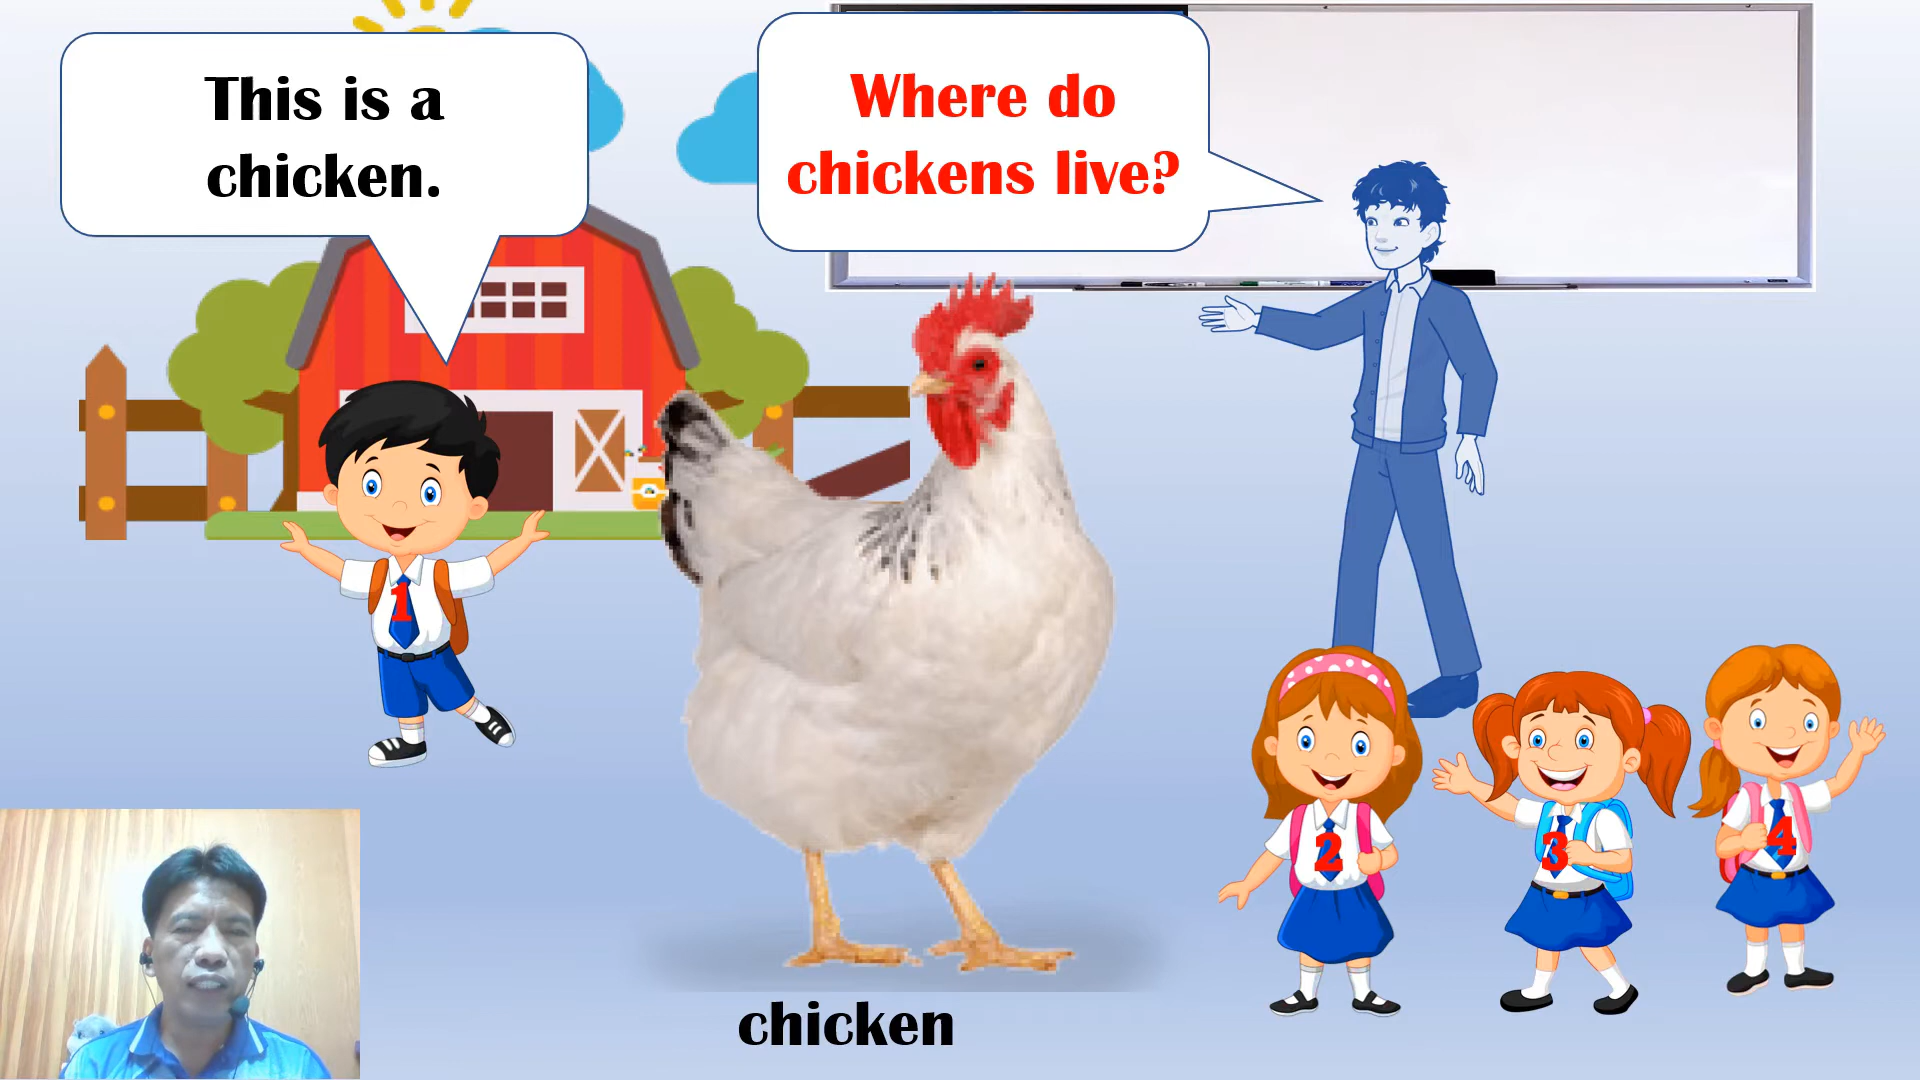 This is a
chicken.
Where do
chickens live?
1
2
3
4
chicken